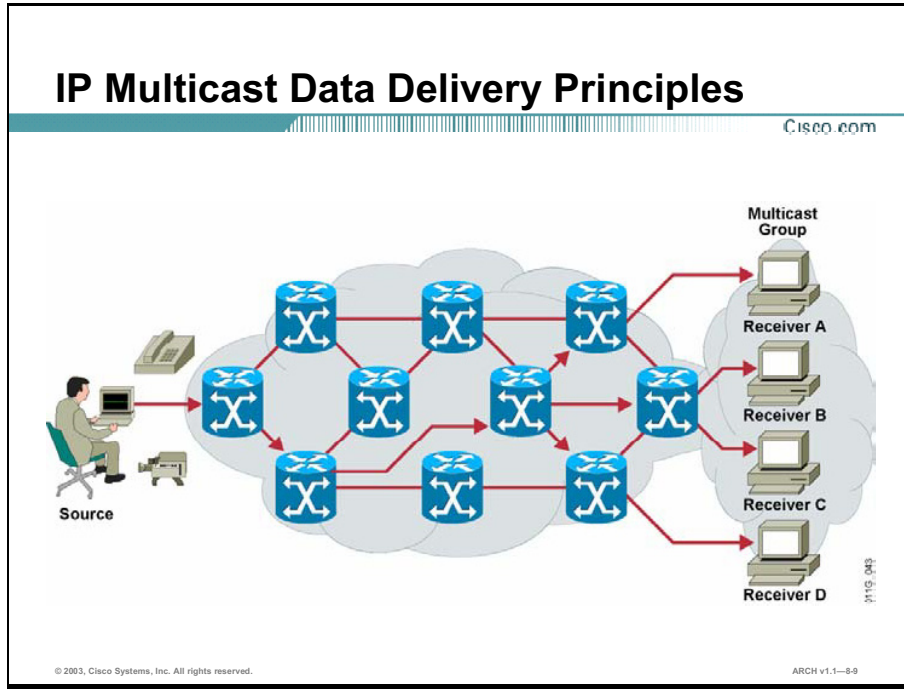 IP Multicast Data Delivery Principles
Cisco.com
Multicast
Group
Receiver A
Receiver B
Receiver C
Receiver D
Source
© 2003, Cisco Systems, Inc. All rights reserved.
ARCH v1.1—8-9